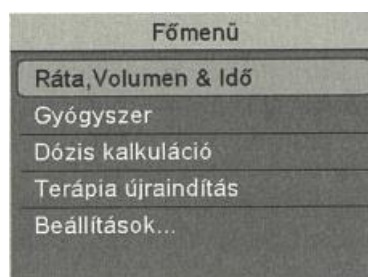 Főmenü
Ráta,Volumen & Idő
Gyógyszer
Dózis kalkuláció
Terápia újraindítás
Beállítások...